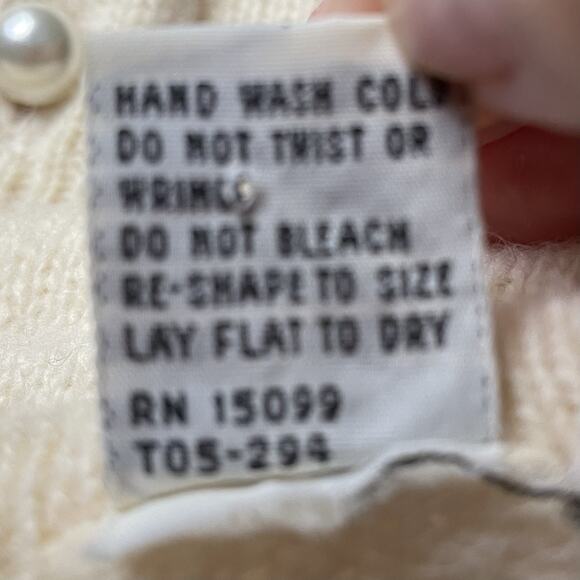 HAND WASH COLD
DO NOT TWIST OR
WRING
DO NOT BLEACH
RE-SHAPE TO SIZE
LAY FLAT TO DRY
RN 15099
T05-294